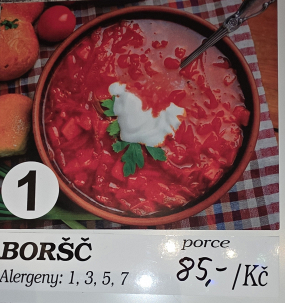 1
BORŠČ
porce
Alergeny: 1, 3, 5, 7
85,-/Kč